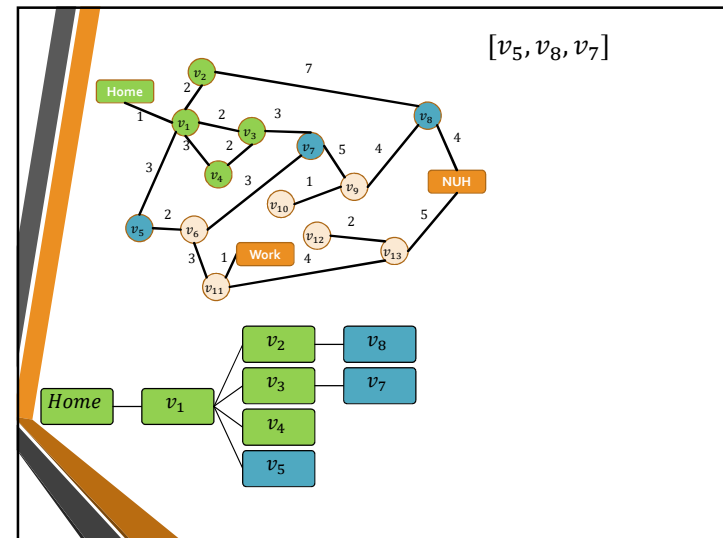 [v₅, v₈, v₇]
v₂
7
Home
2
1
v₁
2
3
v₃
v₈
3
2
v₄
v₇
4
4
5
3
3
1
v₉
NUH
v₁₀
v₅
2
v₆
2
5
v₁₂
3
1
Work
4
v₁₃
v₁₁
v₂
v₈
v₃
v₇
Home
v₁
v₄
v₅